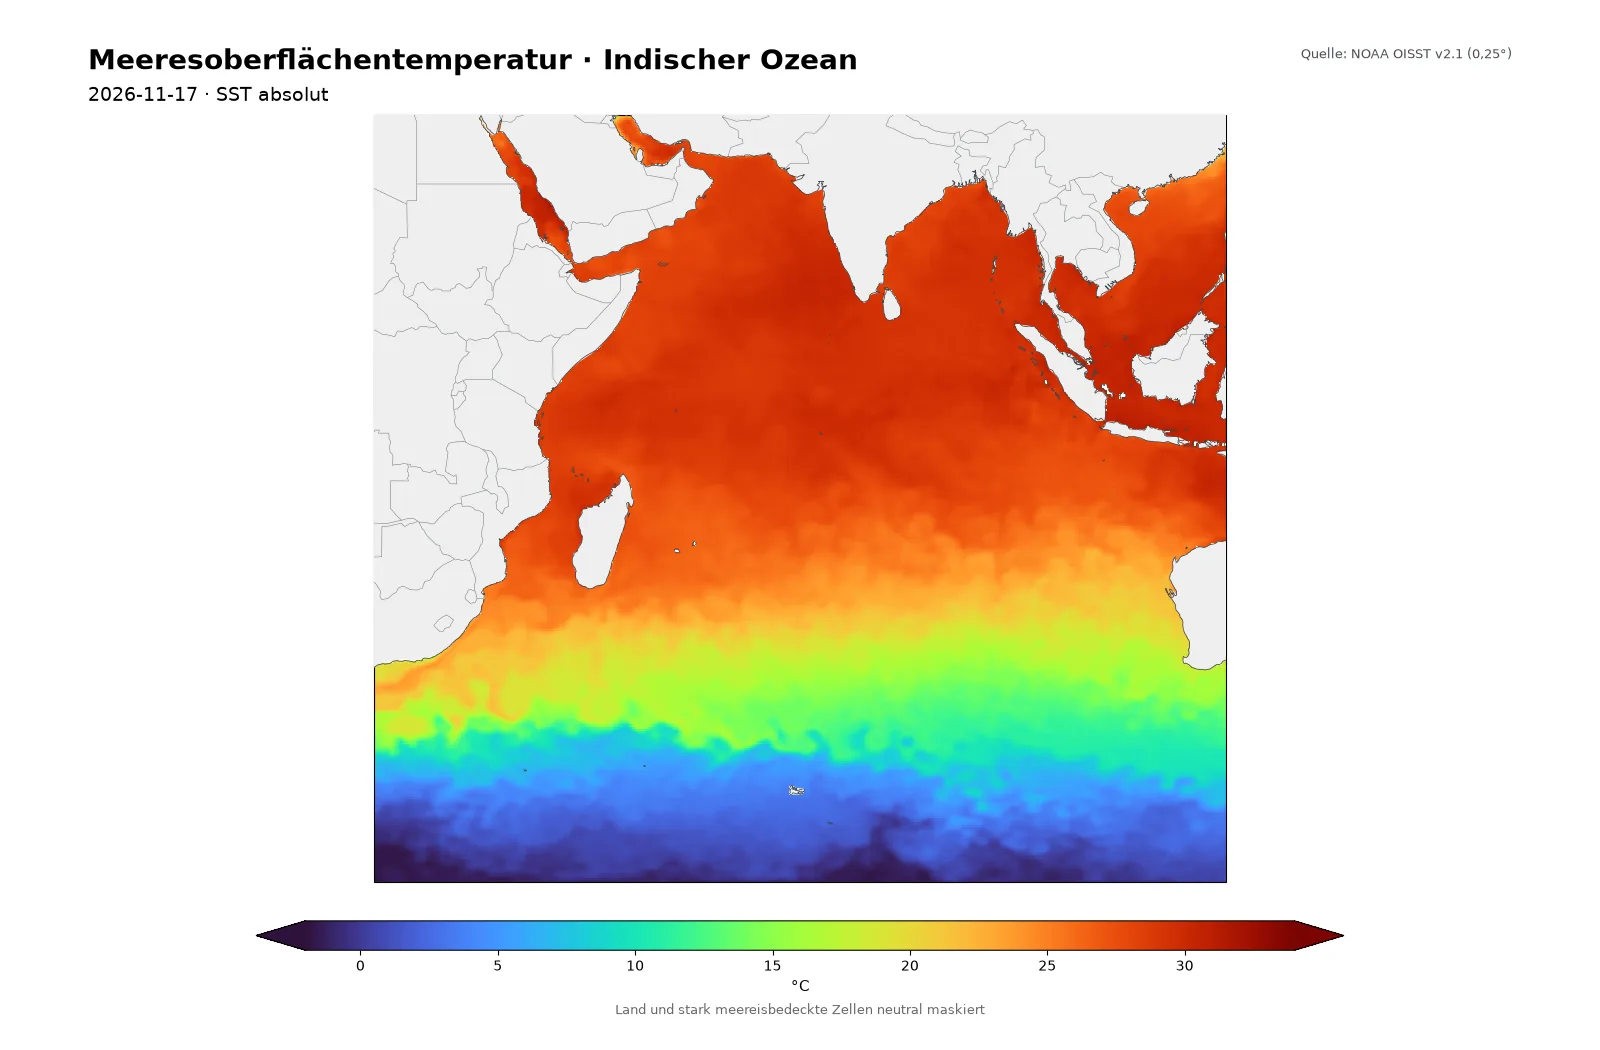 Meeresoberflächentemperatur · Indischer Ozean
Quelle: NOAA OISST v2.1 (0,25°)
2026-11-17 · SST absolut
0 5 10 15 20 25 30
°C
Land und stark meereisbedeckte Zellen neutral maskiert